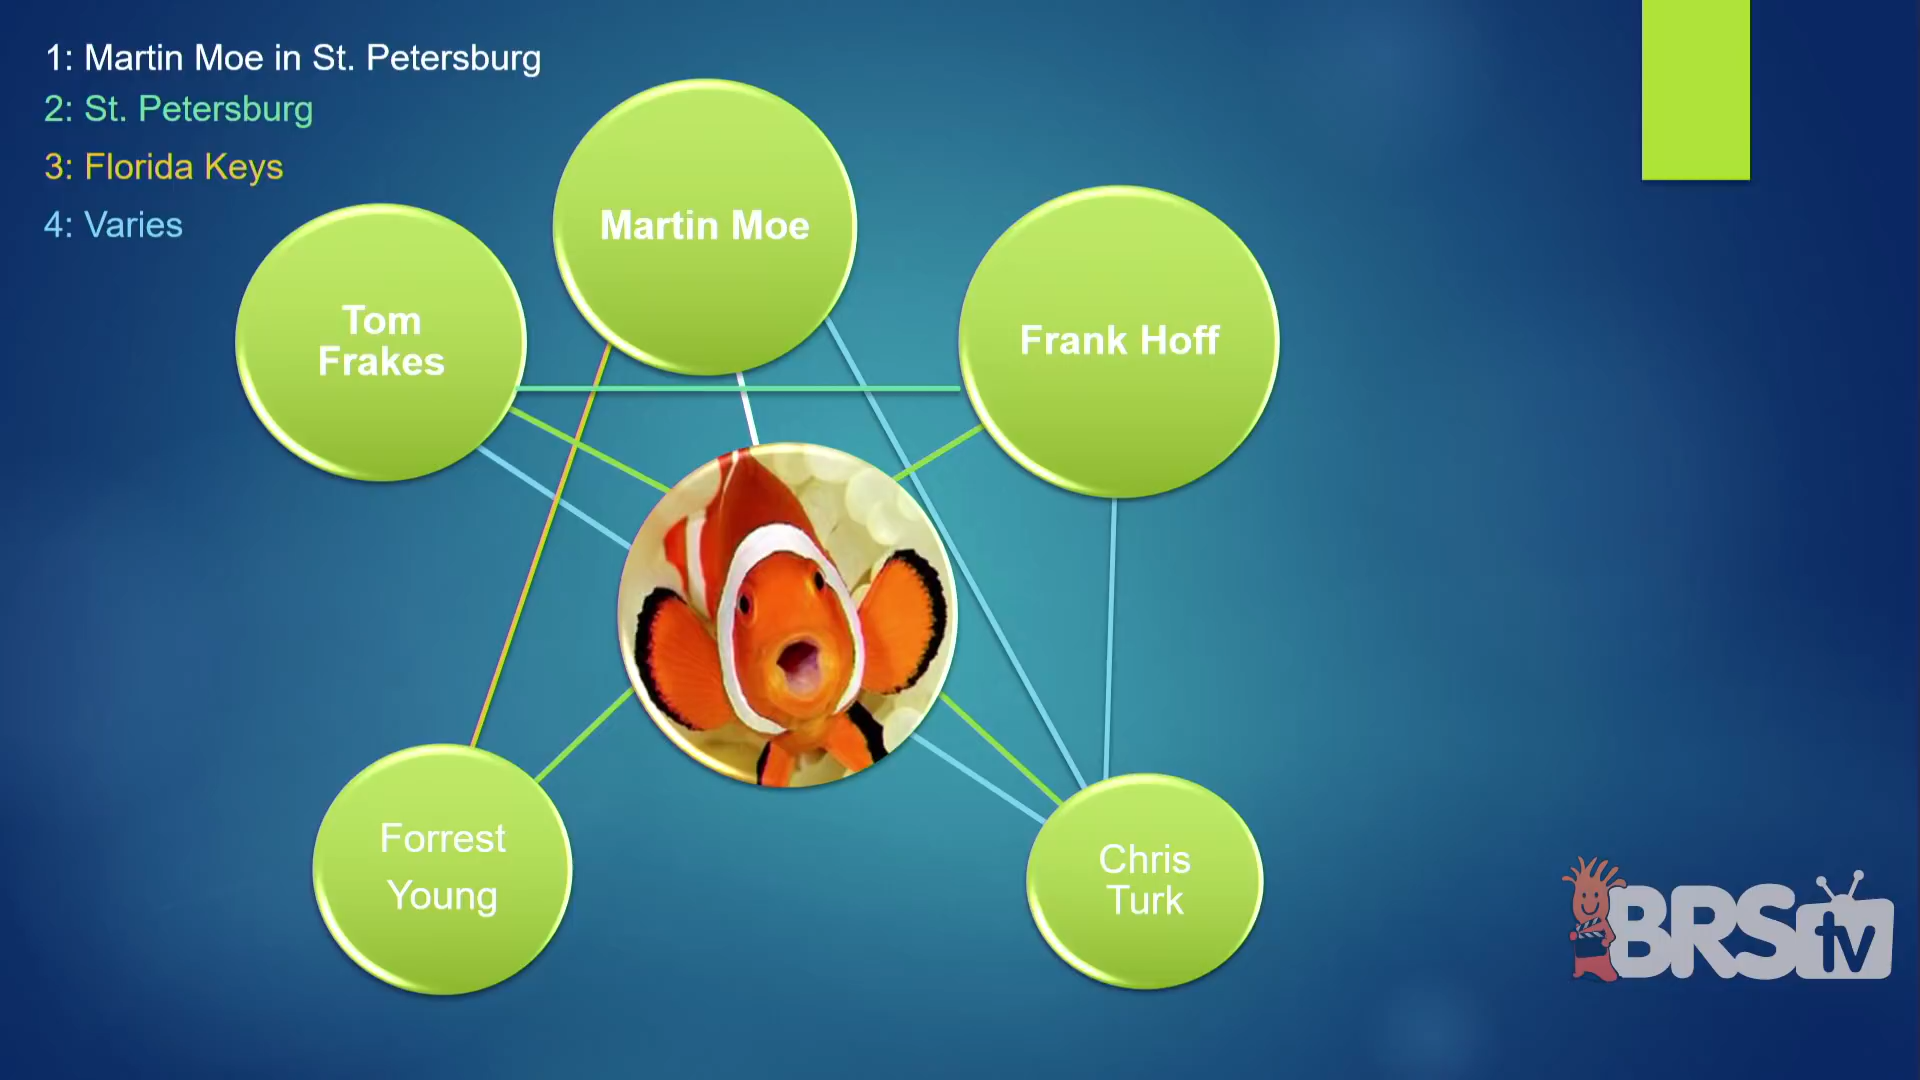 1: Martin Moe in St. Petersburg
2: St. Petersburg
3: Florida Keys
4: Varies
Martin Moe
Tom
Frakes
Frank Hoff
Forrest
Young
Chris
Turk
BRS tv